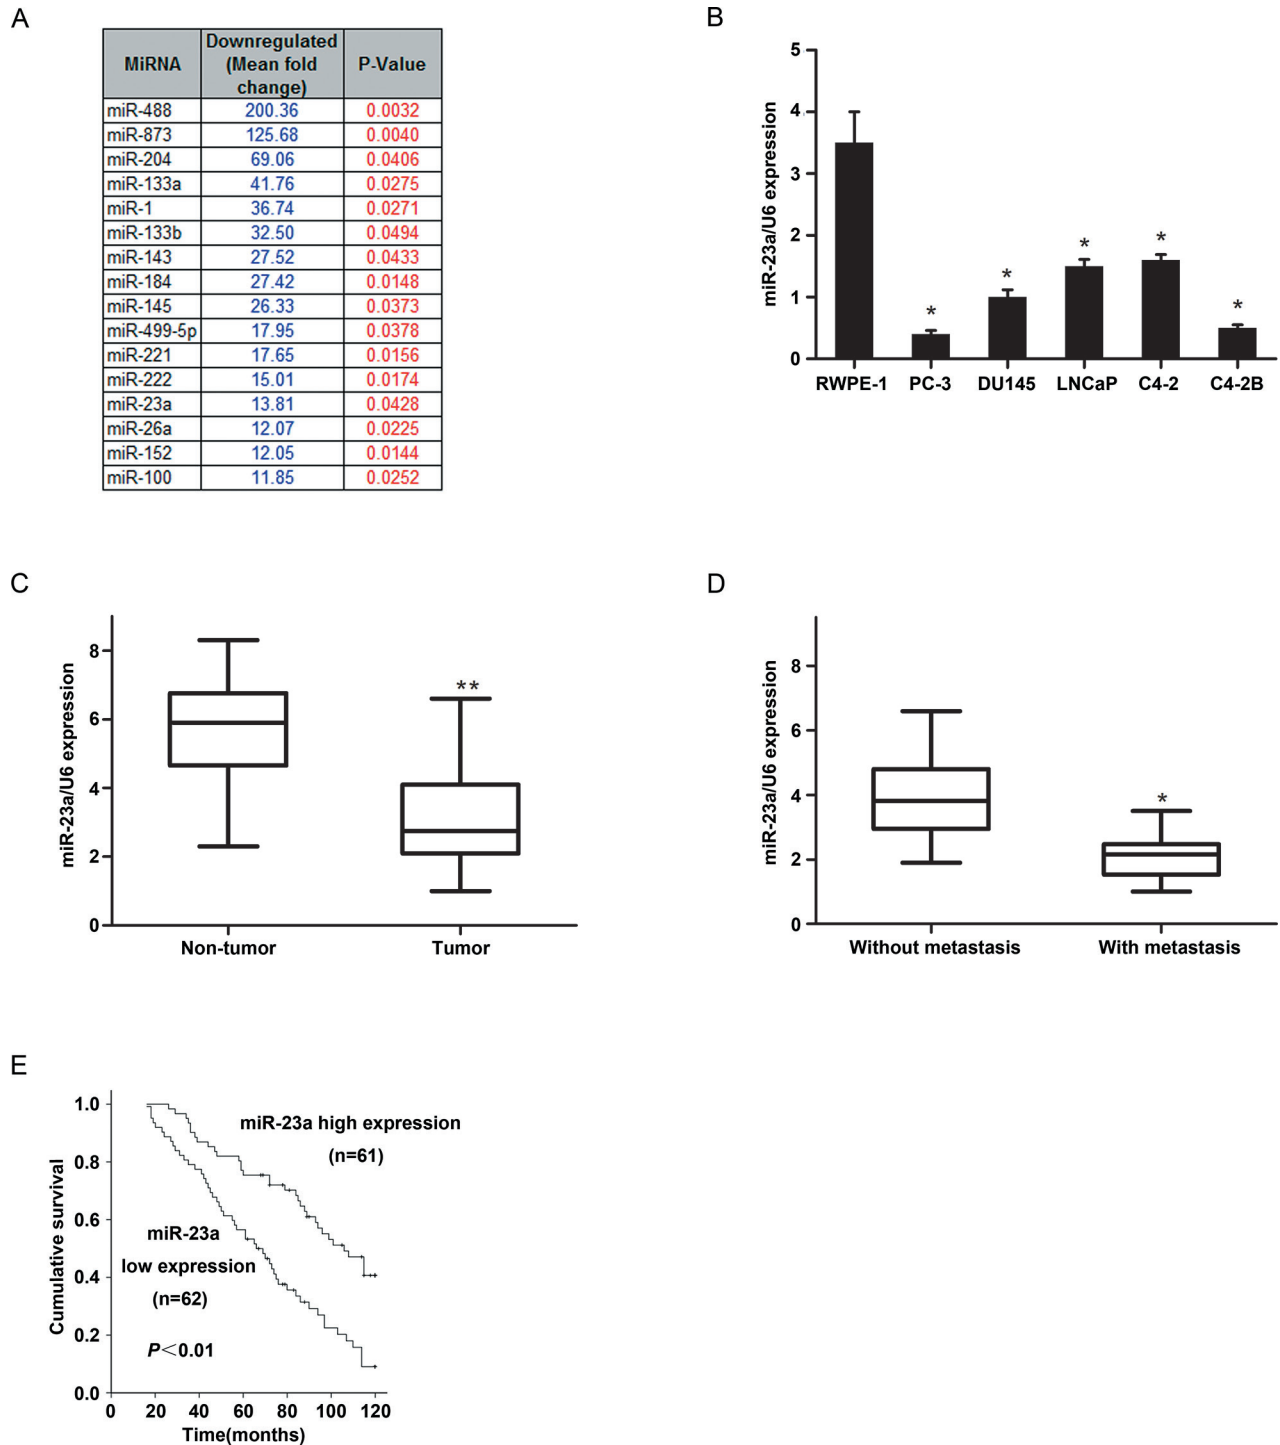 A
MiRNA Downregulated (Mean fold change) P-Value
miR-488 200.36 0.0032
miR-873 125.68 0.0040
miR-204 69.06 0.0406
miR-133a 41.76 0.0275
miR-1 36.74 0.0271
miR-133b 32.50 0.0494
miR-143 27.52 0.0433
miR-184 27.42 0.0148
miR-145 26.33 0.0373
miR-499-5p 17.95 0.0378
miR-221 17.65 0.0156
miR-222 15.01 0.0174
miR-23a 13.81 0.0428
miR-26a 12.07 0.0225
miR-152 12.05 0.0144
miR-100 11.85 0.0252
B
miR-23a/U6 expression
5
4
3
2
1
0
* * * * *
RWPE-1 PC-3 DU145 LNCaP C4-2 C4-2B
C
miR-23a/U6 expression
8
6
4
2
0
**
Non-tumor Tumor
D
miR-23a/U6 expression
8
6
4
2
0
*
Without metastasis With metastasis
E
Cumulative survival
1.0
0.8
0.6
0.4
0.2
0.0
miR-23a high expression
(n=61)
miR-23a
low expression
(n=62)
P<0.01
0 20 40 60 80 100 120
Time(months)